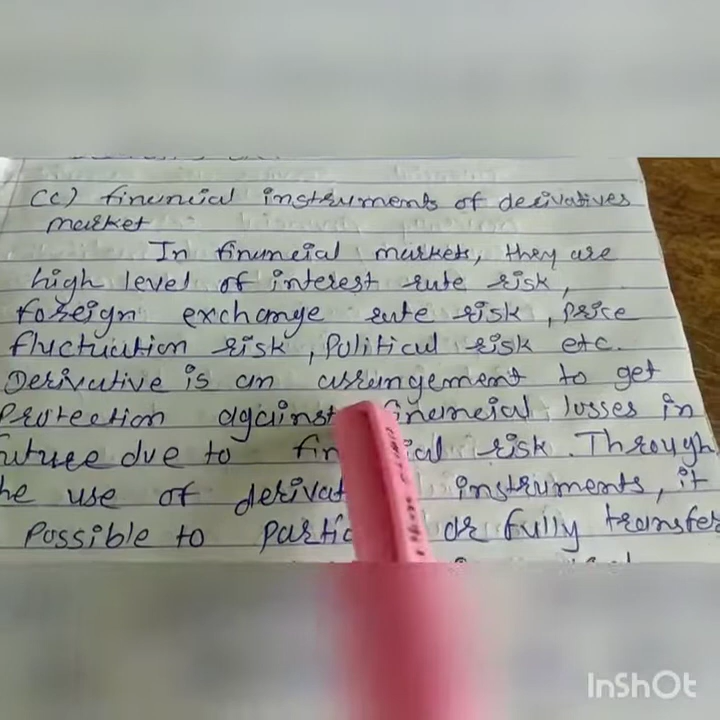 (c) financial instruments of derivatives
market
In financial markets, they are
high level of interest rate risk,
foreign exchange rate risk, price
fluctuation risk, Political risk etc.
Derivative is an arrangement to get
Protection against financial losses in
future due to risk. Through
the use of instruments, it
Possible to or fully transfer
InShOt